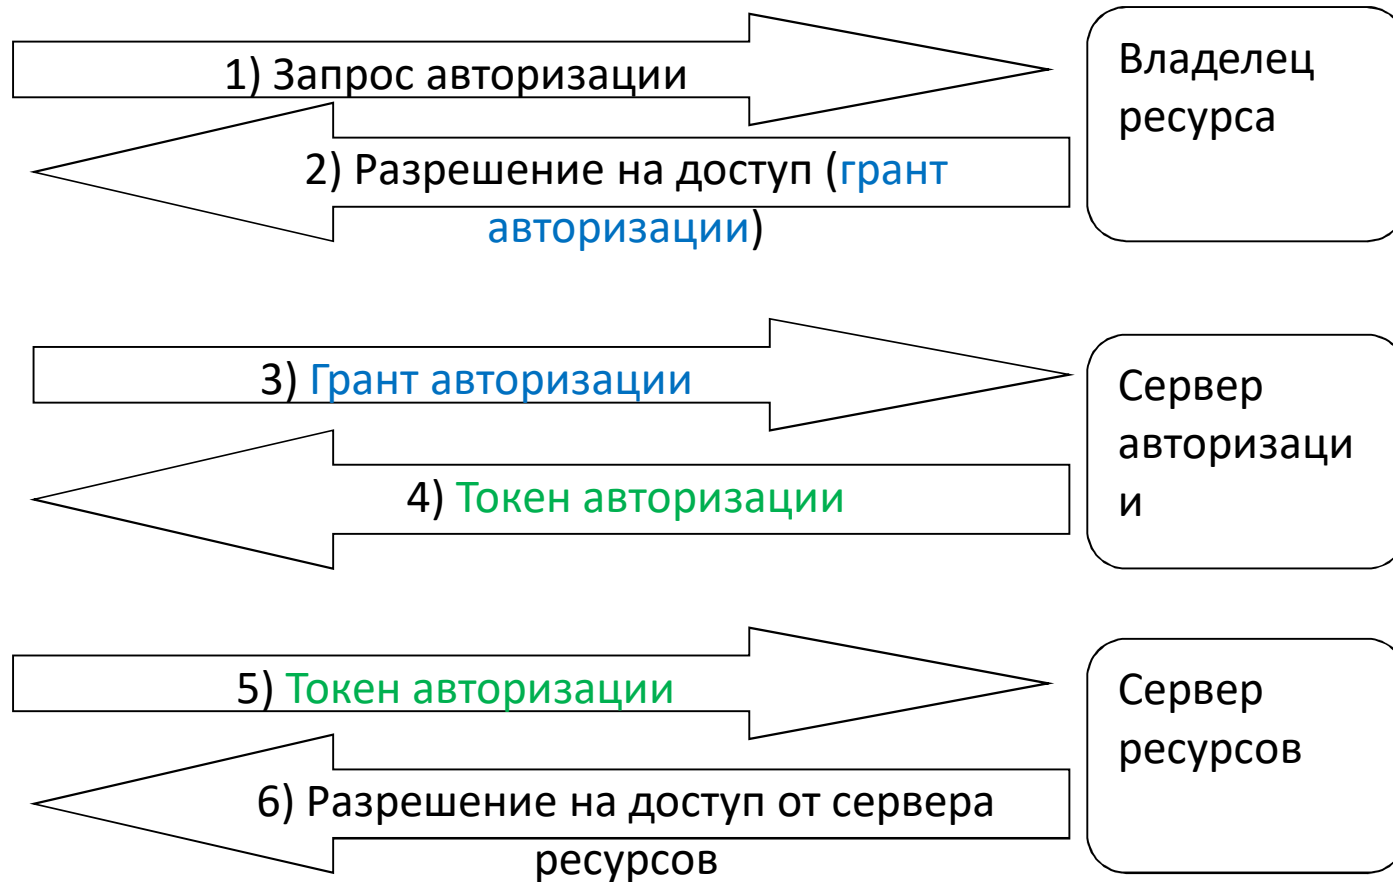 1) Запрос авторизации
Владелец
ресурса
2) Разрешение на доступ (грант
авторизации)
3) Грант авторизации
Сервер
авторизаци
и
4) Токен авторизации
5) Токен авторизации
Сервер
ресурсов
6) Разрешение на доступ от сервера
ресурсов